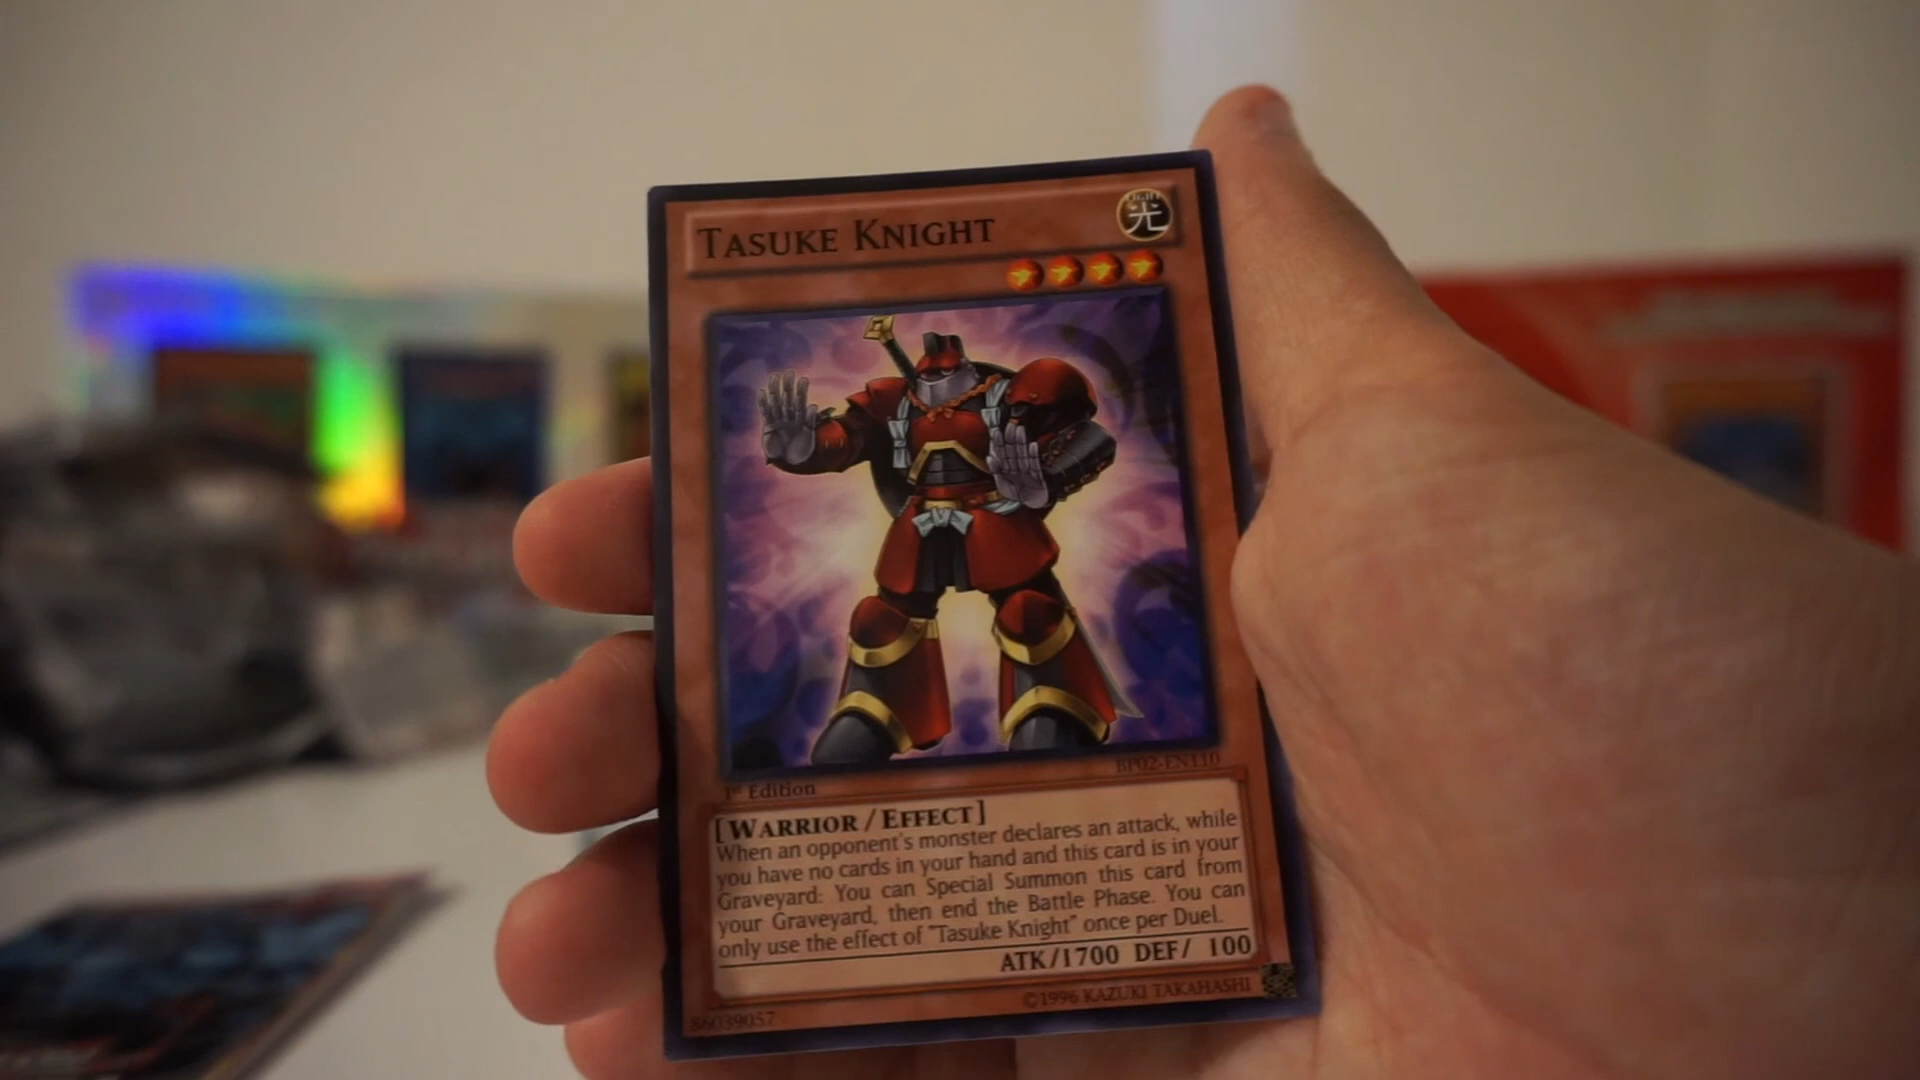 TASUKE KNIGHT
LIGHT
光
BP02-EN110
1st Edition
[WARRIOR / EFFECT]
When an opponent's monster declares an attack, while
you have no cards in your hand and this card is in your
Graveyard: You can Special Summon this card from
your Graveyard, then end the Battle Phase. You can
only use the effect of "Tasuke Knight" once per Duel.
ATK/1700 DEF/ 100
©1996 KAZUKI TAKAHASHI
86039057